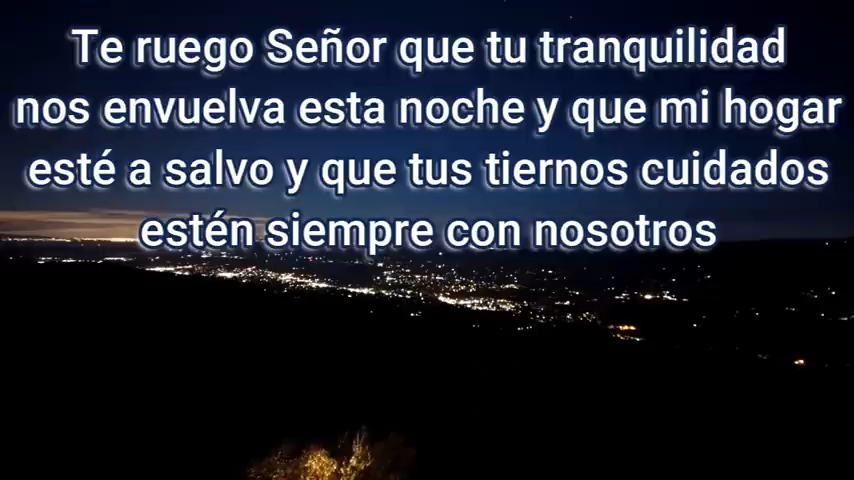 Te ruego Señor que tu tranquilidad
nos envuelva esta noche y que mi hogar
esté a salvo y que tus tiernos cuidados
estén siempre con nosotros